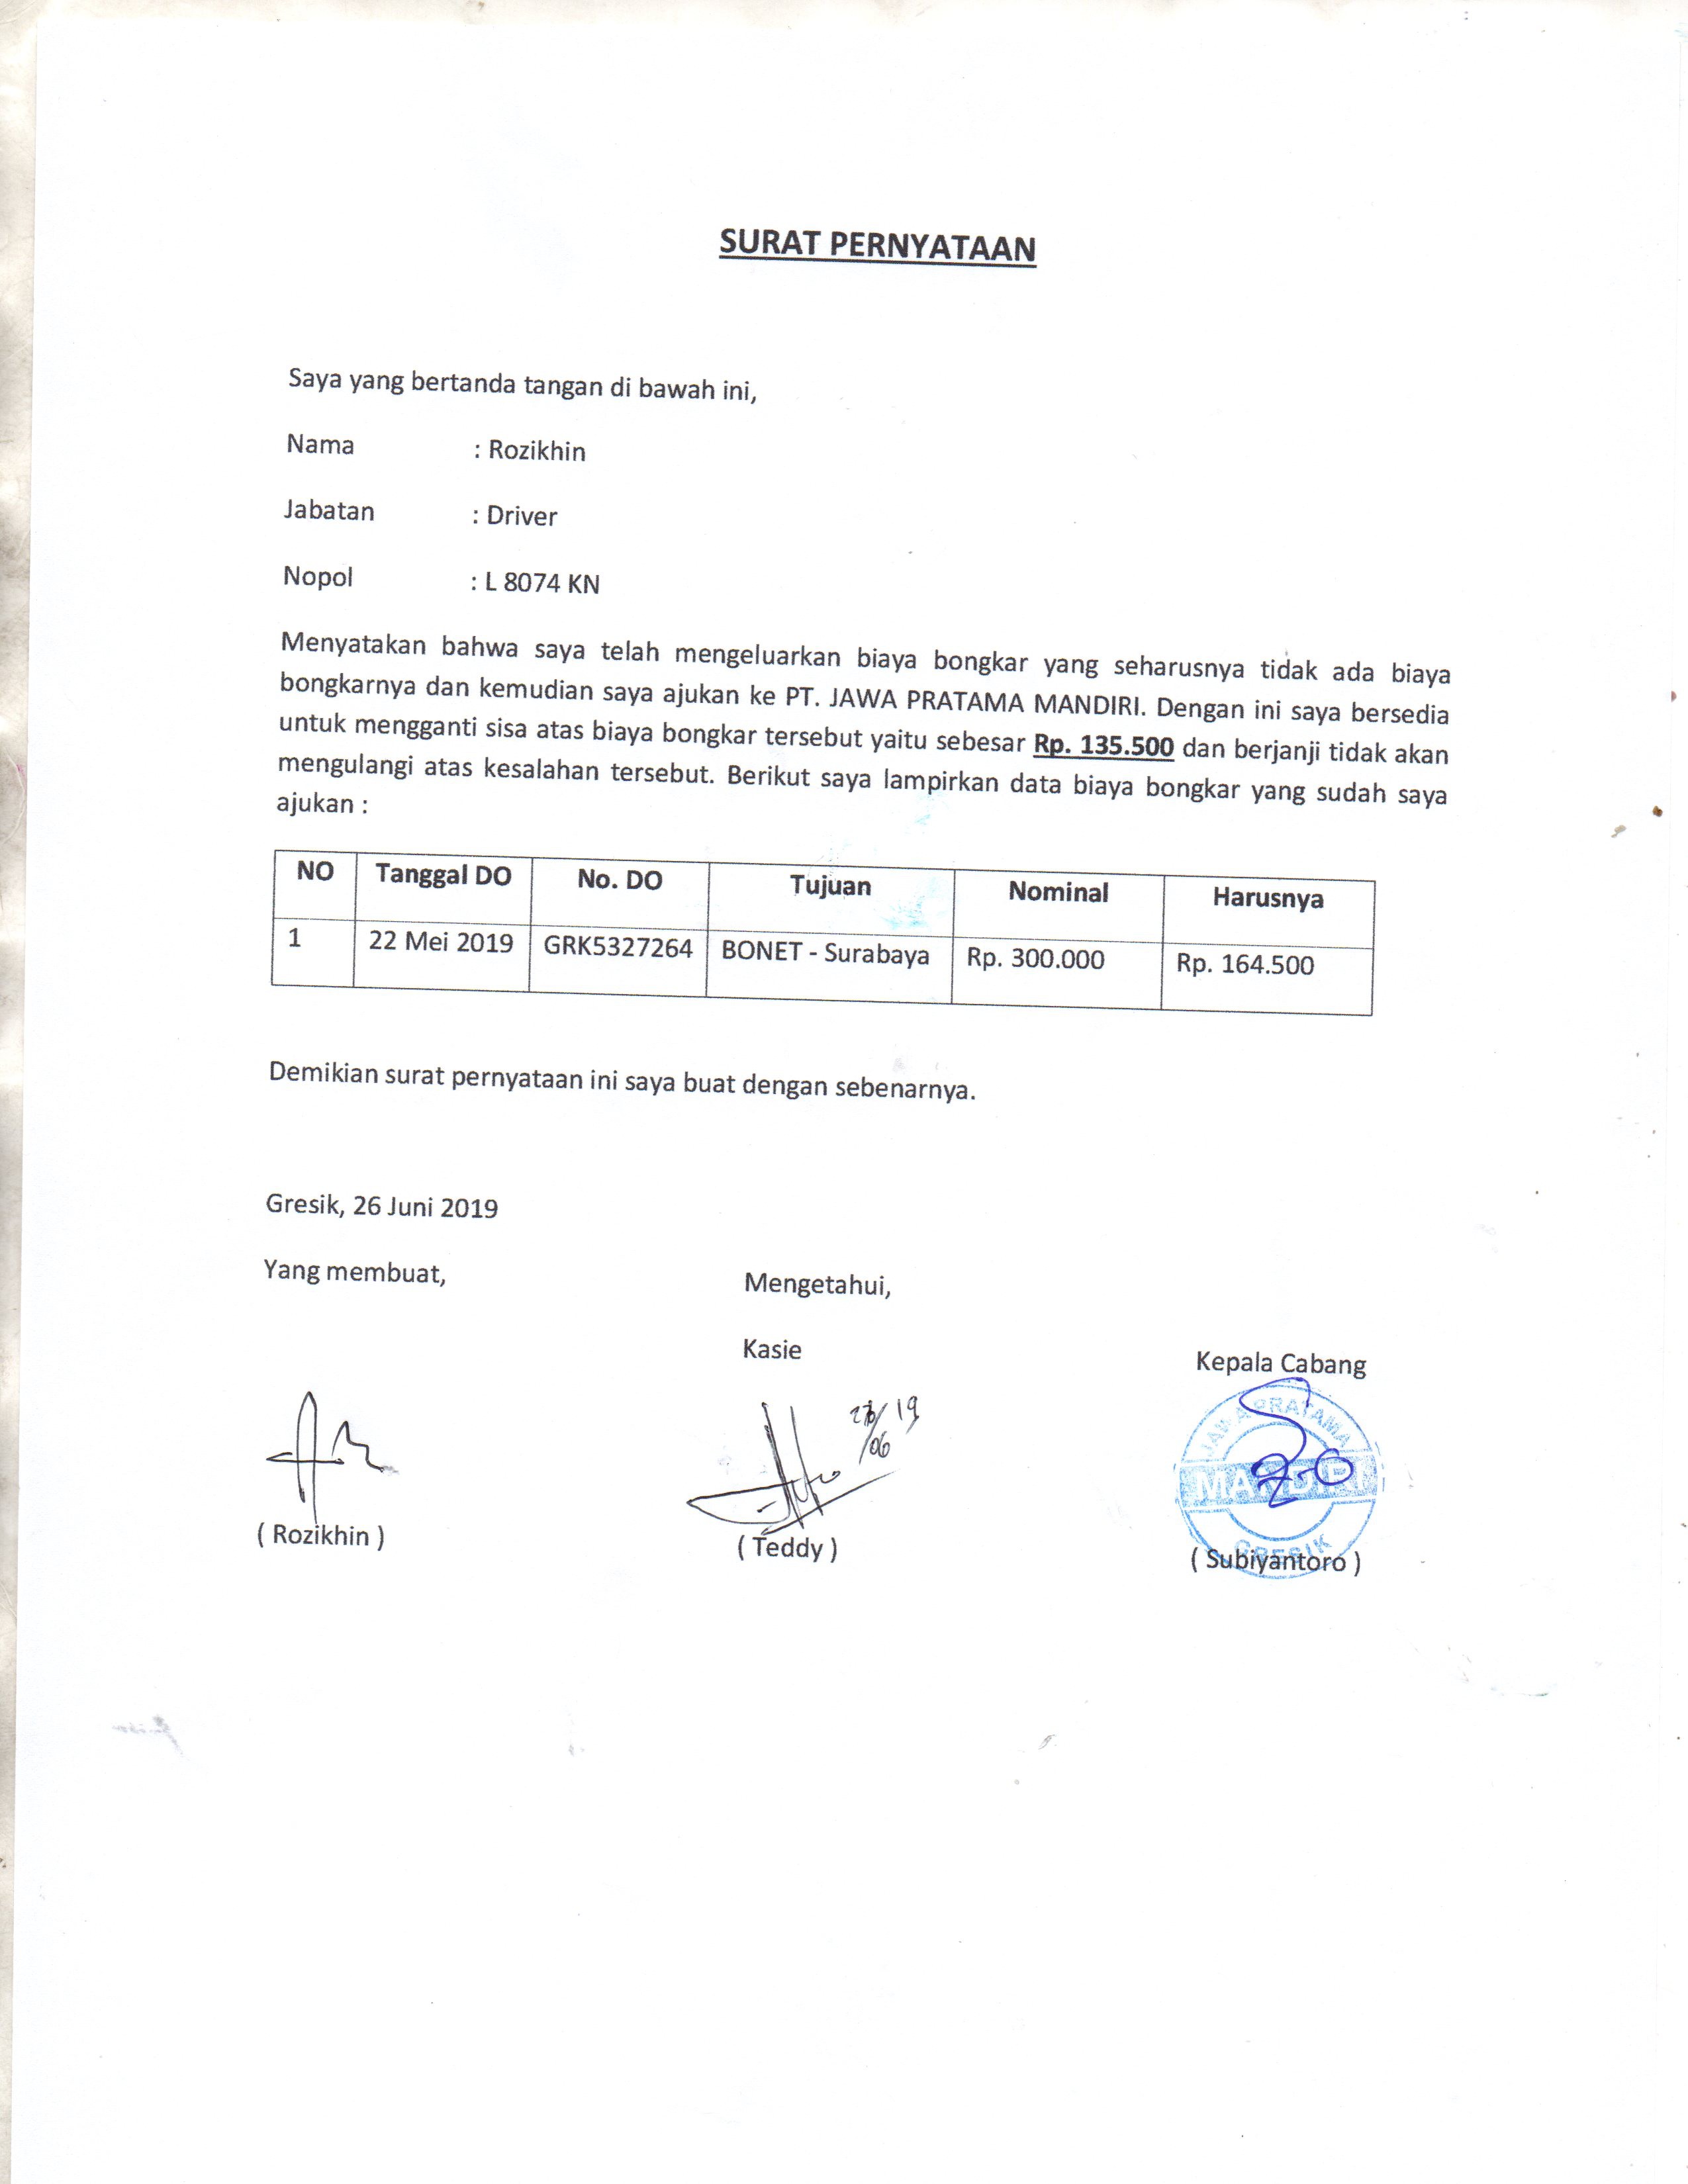 SURAT PERNYATAAN
Saya yang bertanda tangan di bawah ini,
Nama : Rozikhin
Jabatan : Driver
Nopol : L 8074 KN
Menyatakan bahwa saya telah mengeluarkan biaya bongkar yang seharusnya tidak ada biaya
bongkarnya dan kemudian saya ajukan ke PT. JAWA PRATAMA MANDIRI. Dengan ini saya bersedia
untuk mengganti sisa atas biaya bongkar tersebut yaitu sebesar Rp. 135.500 dan berjanji tidak akan
mengulangi atas kesalahan tersebut. Berikut saya lampirkan data biaya bongkar yang sudah saya
ajukan :
NO Tanggal DO No. DO Tujuan Nominal Harusnya
1 22 Mei 2019 GRK5327264 BONET - Surabaya Rp. 300.000 Rp. 164.500
Demikian surat pernyataan ini saya buat dengan sebenarnya.
Gresik, 26 Juni 2019
Yang membuat,
Mengetahui,
Kasie
Kepala Cabang
JAWA PRATAMA
MANDIRI
GRESIK
( Rozikhin ) ( Teddy ) ( Subiyantoro )